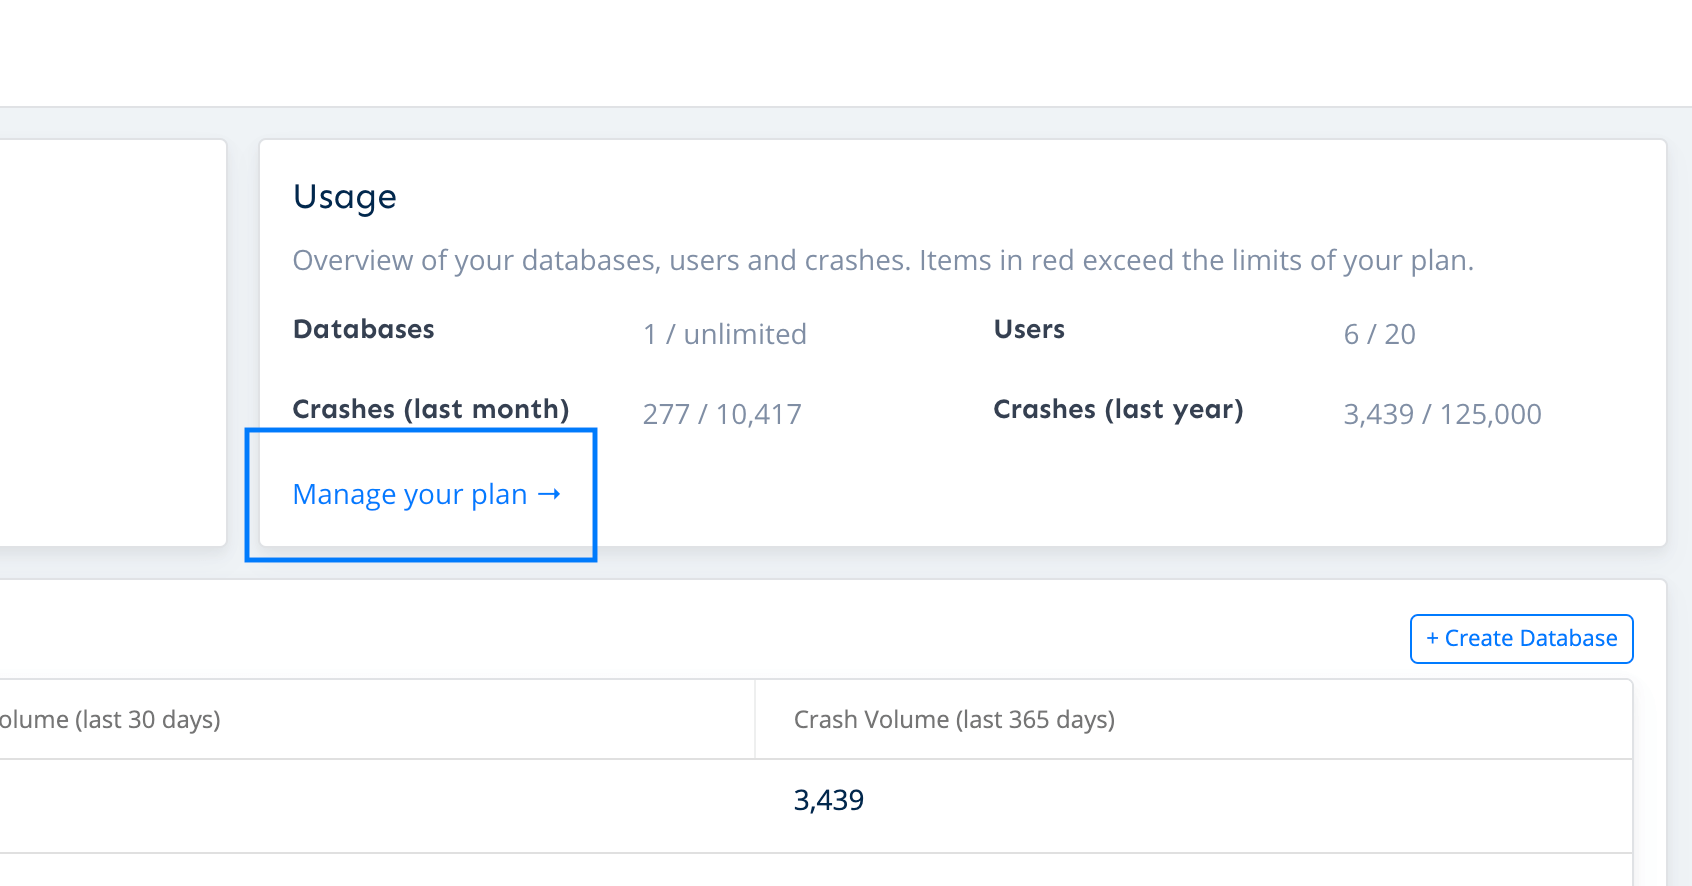 Usage
Overview of your databases, users and crashes. Items in red exceed the limits of your plan.
Databases 1 / unlimited Users 6 / 20
Crashes (last month) 277 / 10,417 Crashes (last year) 3,439 / 125,000
Manage your plan →
+ Create Database
olume (last 30 days) Crash Volume (last 365 days)
3,439